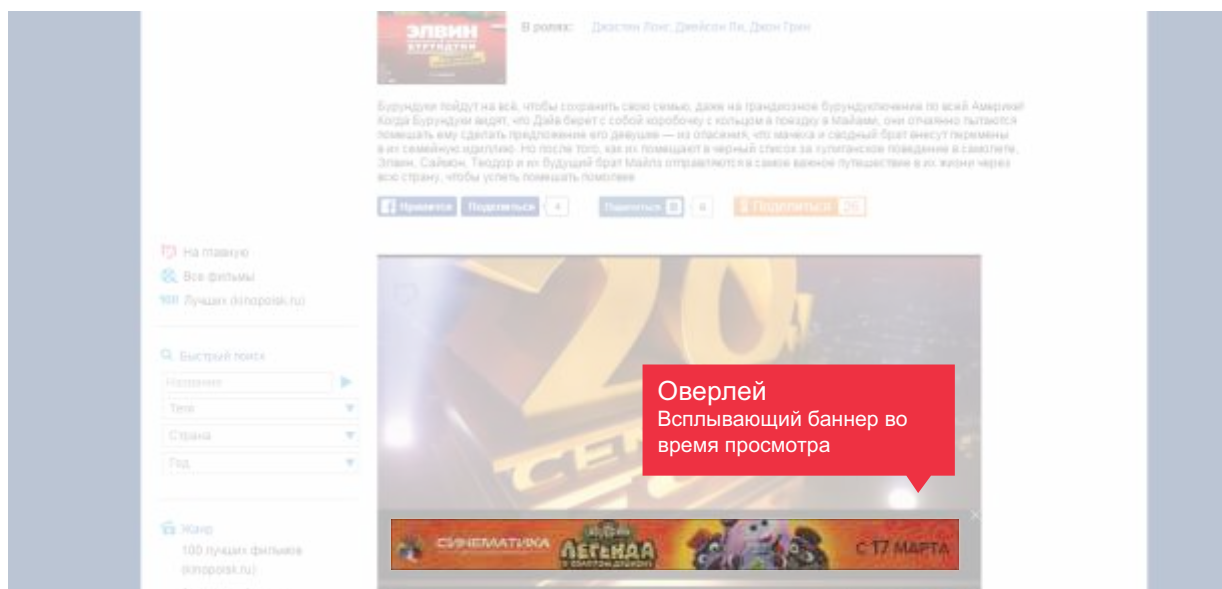 ЭЛВИН
БУРУНДУКИ
В ролях: Джастин Лонг, Джейсон Ли, Джон Грин
Бурундуки пойдут на всё, чтобы сохранить свою семью, даже на грандиозное бурундуключение по всей Америке!
Когда Бурундуки видят, что Дэйв берет с собой коробочку с кольцом в поездку в Майами, они отчаянно пытаются
помешать ему сделать предложение его девушке — из опасения, что мачеха и сводный брат внесут перемены
в их семейную идиллию. Но после того, как их помещают в черный список за хулиганское поведение в самолете,
Элвин, Саймон, Теодор и их будущий брат Майлз отправляются в самое важное путешествие в их жизни через
всю страну, чтобы успеть помешать помолвке
Нравится Поделиться 4 Поделиться 8 Поделиться 26
На главную
Все фильмы
100 Лучших (kinopoisk.ru)
Быстрый поиск
Название
Теги
Страна
Год
20
Оверлей
Всплывающий баннер во
время просмотра
СИНЕМАТИКА ЛЕГЕНДА С 17 МАРТА
Жанр
100 лучших фильмов
(kinopoisk.ru)